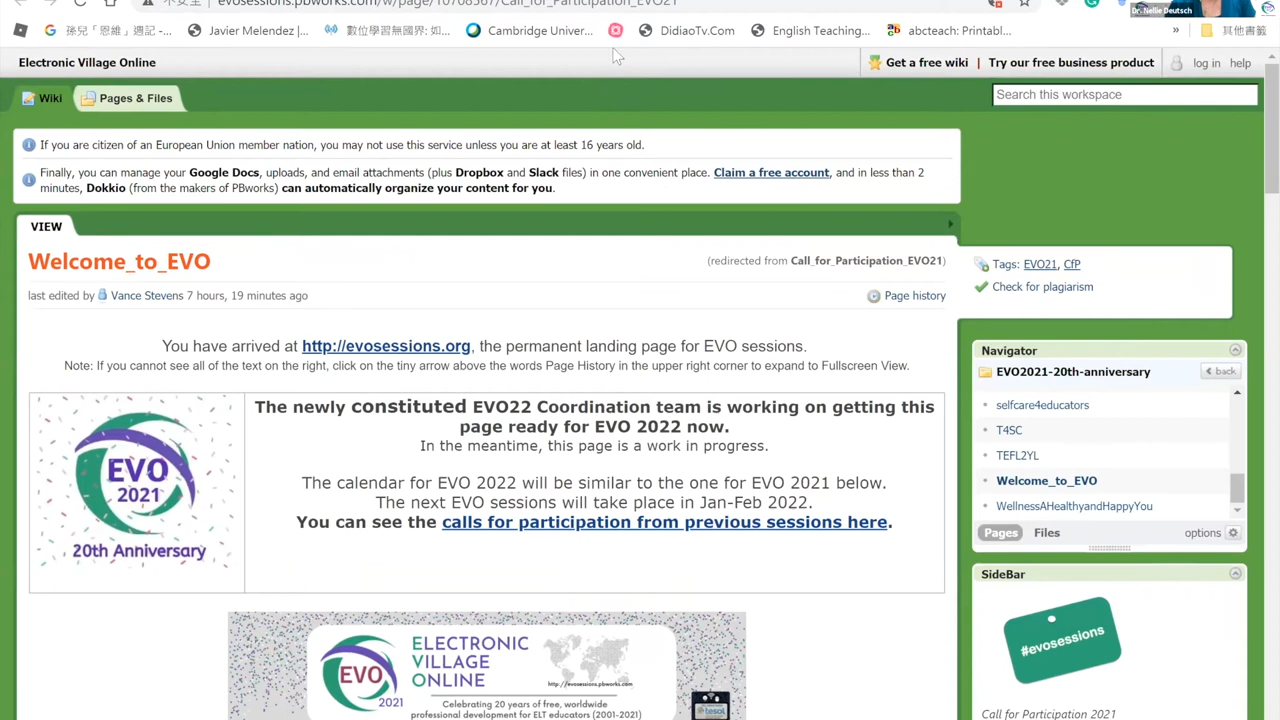 evosessions.pbworks.com/w/page/10708567/Call_for_Participation_EVO21
Dr. Nellie Deutsch
孫兒「恩維」週記 -...
Javier Melendez |...
數位學習無國界: 如...
Cambridge Univer...
DidiaoTv.Com
English Teaching...
abcteach: Printabl...
»
其他書籤
Electronic Village Online
Get a free wiki | Try our free business product
log in help
Wiki
Pages & Files
Search this workspace
If you are citizen of an European Union member nation, you may not use this service unless you are at least 16 years old.
Finally, you can manage your Google Docs, uploads, and email attachments (plus Dropbox and Slack files) in one convenient place. Claim a free account, and in less than 2
minutes, Dokkio (from the makers of PBworks) can automatically organize your content for you.
VIEW
Welcome_to_EVO
(redirected from Call_for_Participation_EVO21)
last edited by Vance Stevens 7 hours, 19 minutes ago
Page history
You have arrived at http://evosessions.org, the permanent landing page for EVO sessions.
Note: If you cannot see all of the text on the right, click on the tiny arrow above the words Page History in the upper right corner to expand to Fullscreen View.
EVO
2021
20th Anniversary
The newly constituted EVO22 Coordination team is working on getting this
page ready for EVO 2022 now.
In the meantime, this page is a work in progress.
The calendar for EVO 2022 will be similar to the one for EVO 2021 below.
The next EVO sessions will take place in Jan-Feb 2022.
You can see the calls for participation from previous sessions here.
EVO
2021
ELECTRONIC
VILLAGE
ONLINE
http://evosessions.pbworks.com
Celebrating 20 years of free, worldwide
professional development for ELT educators (2001-2021)
tesol
Tags: EVO21, CfP
Check for plagiarism
Navigator
EVO2021-20th-anniversary
back
selfcare4educators
T4SC
TEFL2YL
Welcome_to_EVO
WellnessAHealthyandHappyYou
Pages
Files
options
SideBar
#evosessions
Call for Participation 2021